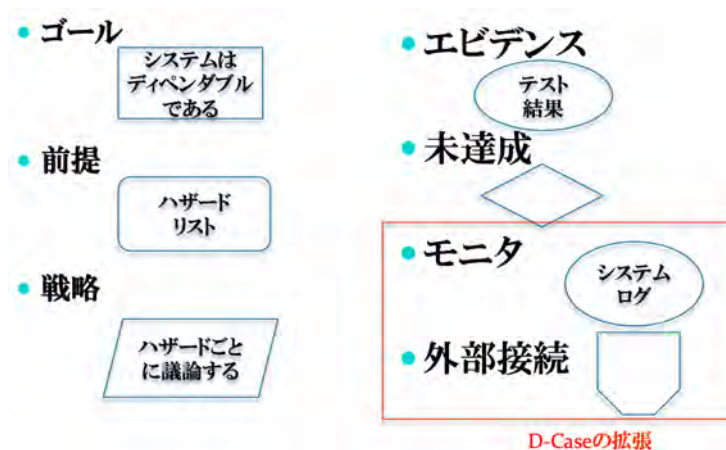 ゴール
システムは
ディペンダブル
である
前提
ハザード
リスト
戦略
ハザードごと
に議論する
エビデンス
テスト
結果
未達成
モニタ
システム
ログ
外部接続
D-Caseの拡張